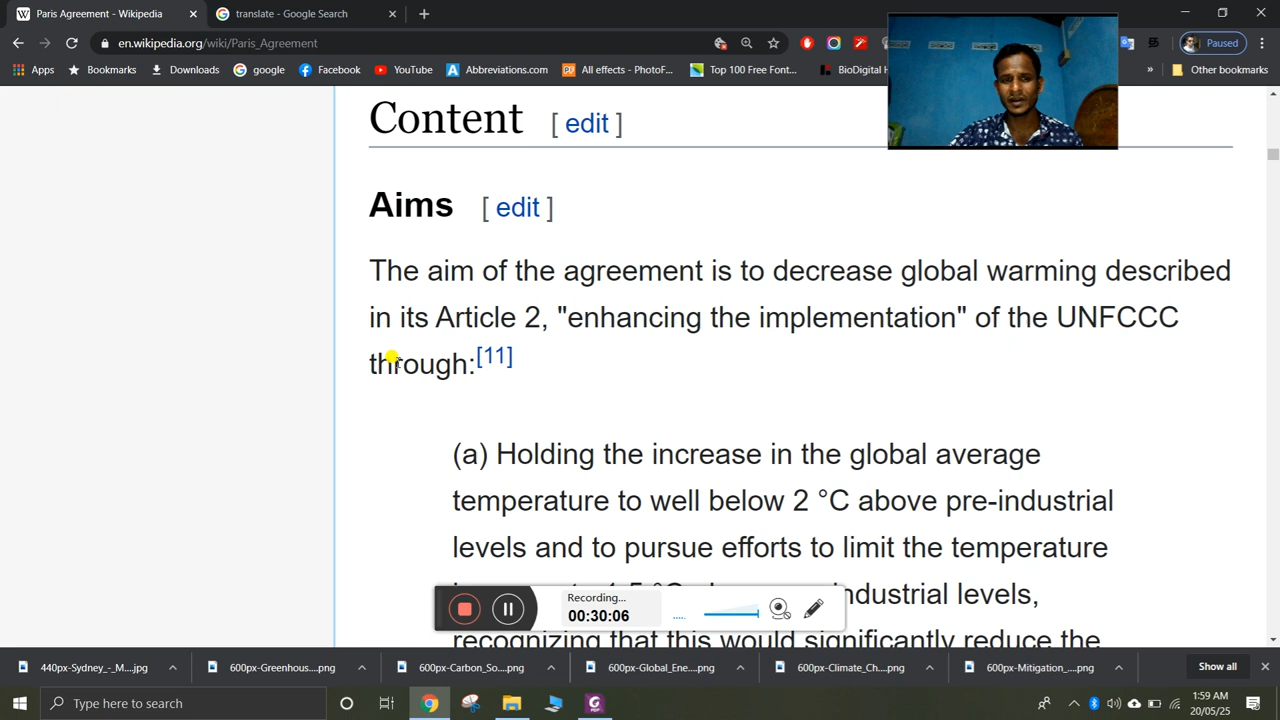 Paris Agreement - Wikipedia
translate - Google Search
en.wikipedia.org/wiki/Paris_Agreement
Paused
Apps
Bookmarks
Downloads
google
Facebook
YouTube
Abbreviations.com
All effects - PhotoF...
Top 100 Free Font...
BioDigital H
Other bookmarks
Content [ edit ]
Aims [ edit ]
The aim of the agreement is to decrease global warming described
in its Article 2, "enhancing the implementation" of the UNFCCC
through:[11]
(a) Holding the increase in the global average
temperature to well below 2 °C above pre-industrial
levels and to pursue efforts to limit the temperature
ndustrial levels,
recognizing that this would significantly reduce the
Recording...
00:30:06
440px-Sydney_-_M....jpg
600px-Greenhous....png
600px-Carbon_So....png
600px-Global_Ene....png
600px-Climate_Ch....png
600px-Mitigation_....png
Show all
Type here to search
1:59 AM
20/05/25